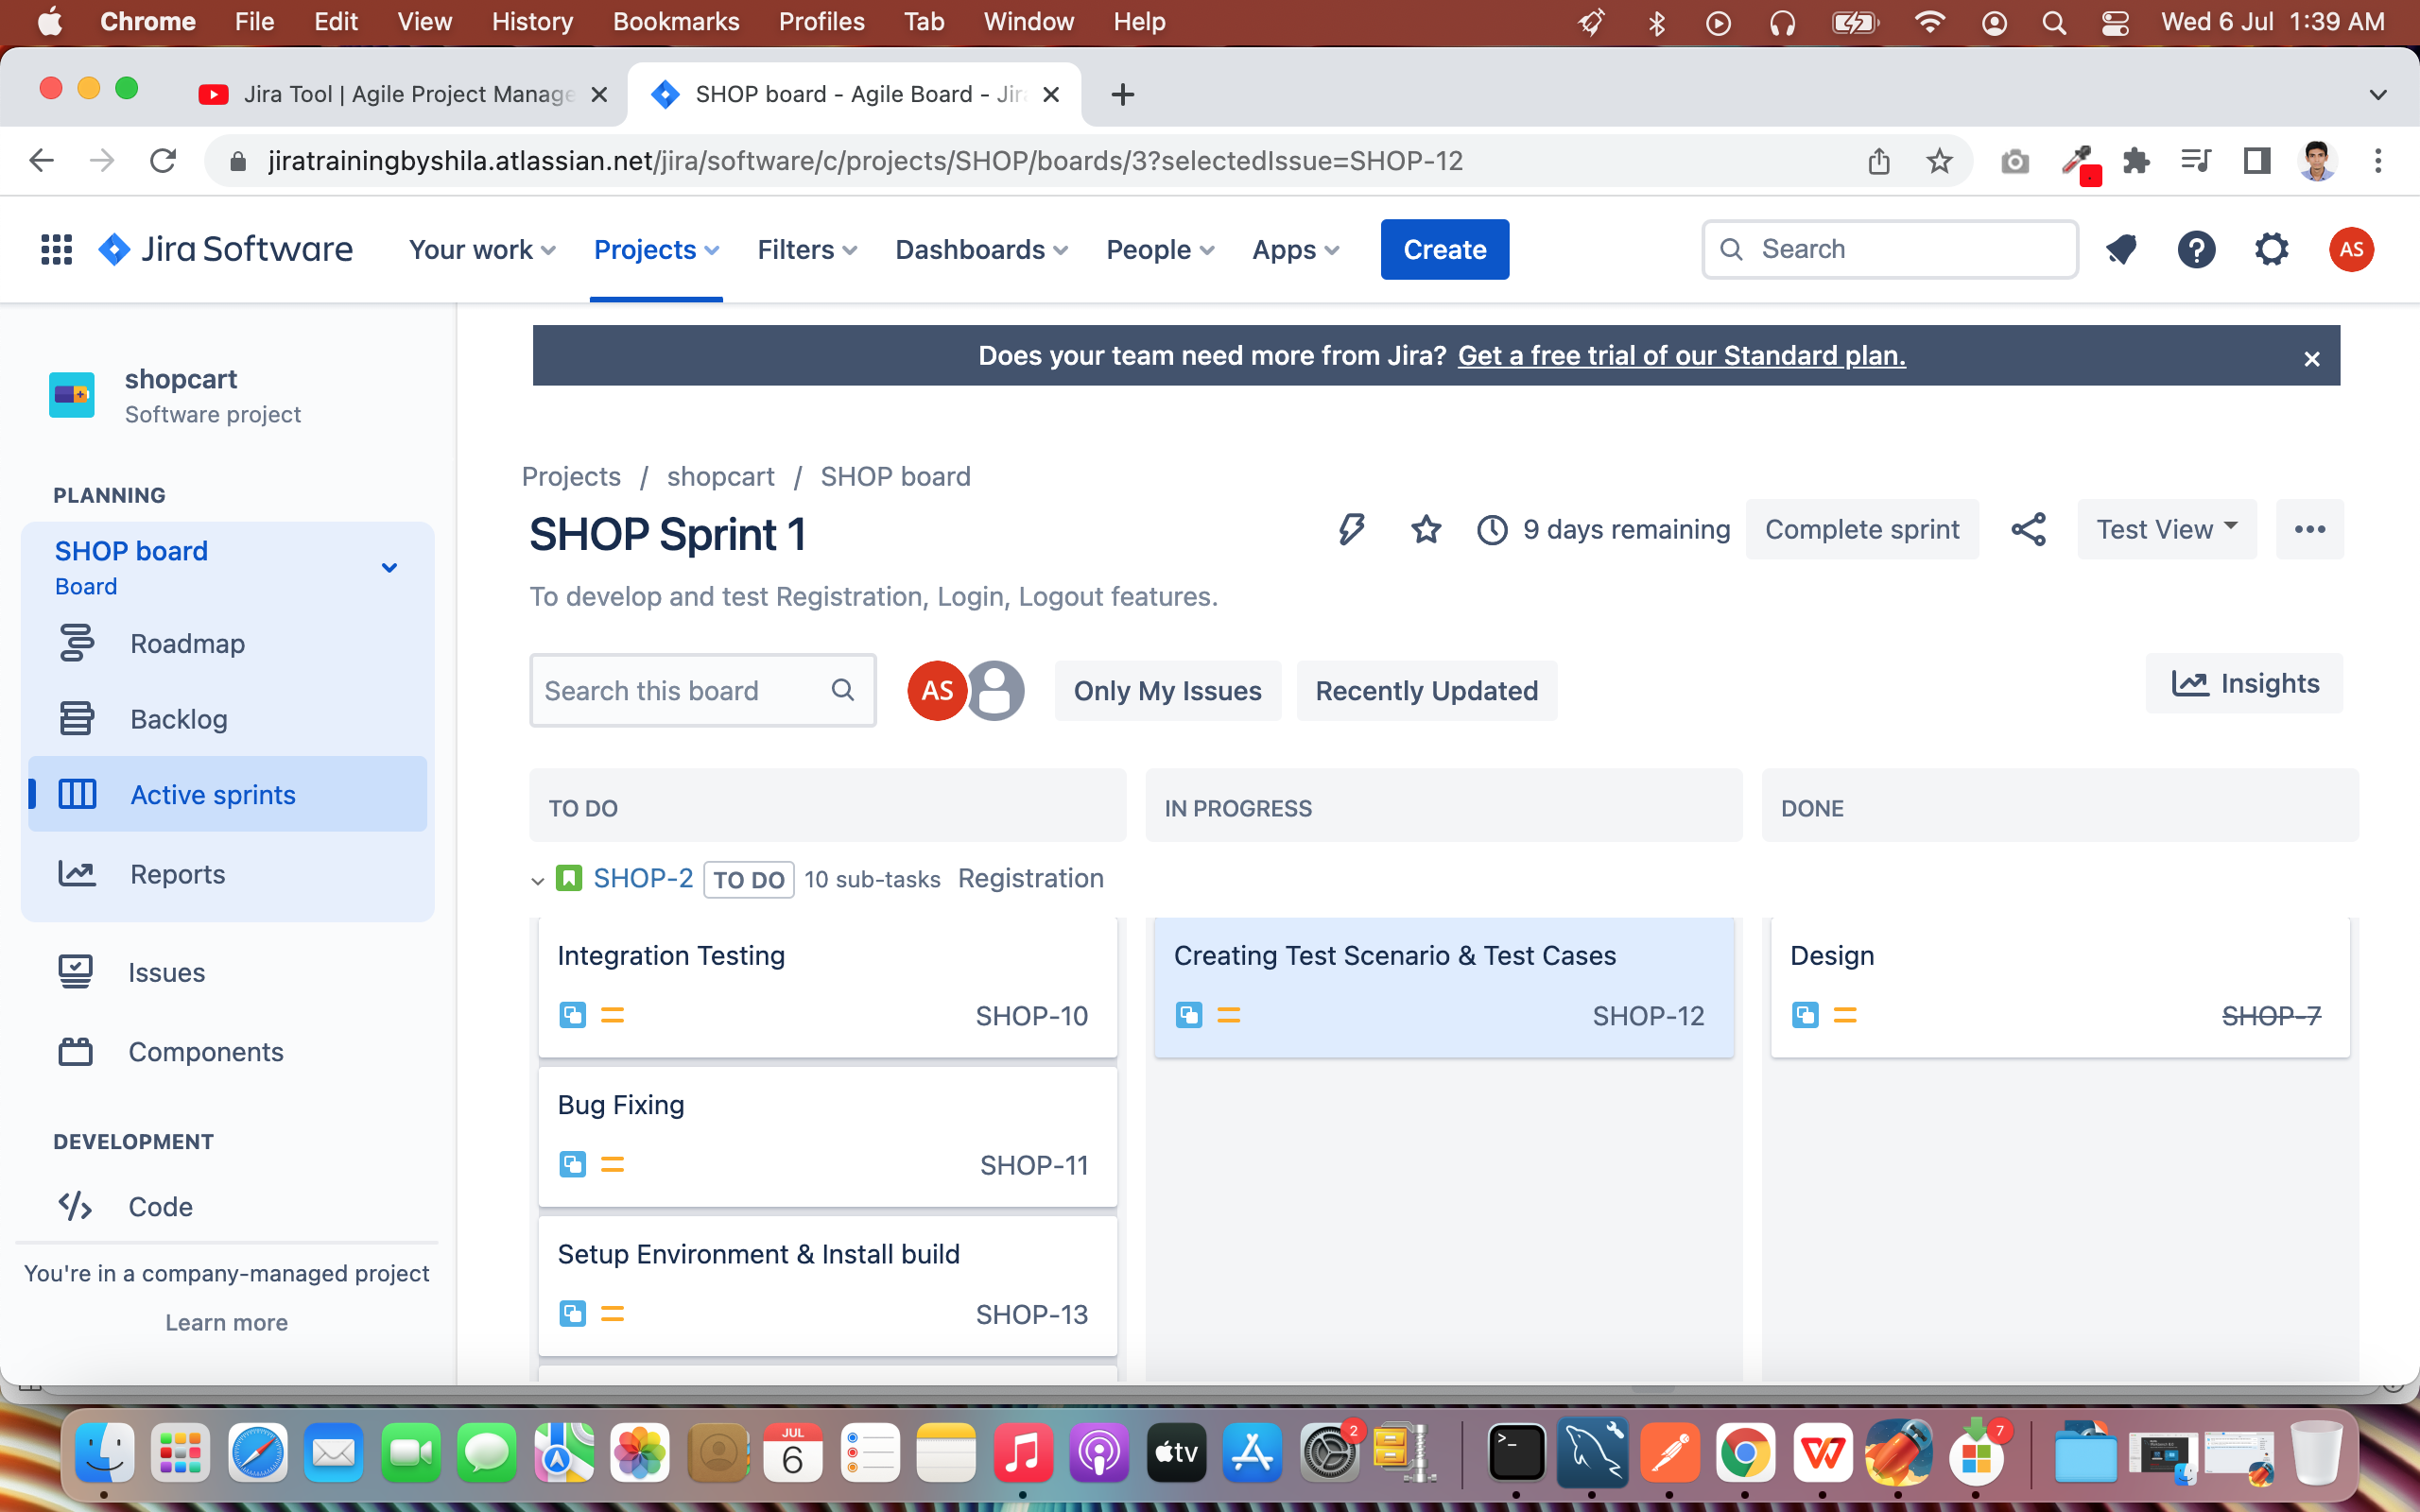 Chrome File Edit View History Bookmarks Profiles Tab Window Help Wed 6 Jul 1:39 AM
Jira Tool | Agile Project Manage SHOP board - Agile Board - Jir
jiratrainingbyshila.atlassian.net/jira/software/c/projects/SHOP/boards/3?selectedIssue=SHOP-12
Jira Software Your work Projects Filters Dashboards People Apps Create Search AS
Does your team need more from Jira? Get a free trial of our Standard plan.
shopcart
Software project
PLANNING
SHOP board
Board
Roadmap
Backlog
Active sprints
Reports
Issues
Components
DEVELOPMENT
Code
You're in a company-managed project
Learn more
Projects / shopcart / SHOP board
SHOP Sprint 1
9 days remaining Complete sprint Test View
To develop and test Registration, Login, Logout features.
Search this board AS Only My Issues Recently Updated Insights
TO DO IN PROGRESS DONE
SHOP-2 TO DO 10 sub-tasks Registration
Integration Testing
SHOP-10
Bug Fixing
SHOP-11
Setup Environment & Install build
SHOP-13
Creating Test Scenario & Test Cases
SHOP-12
Design
SHOP-7
JUL
6
tv
2
7